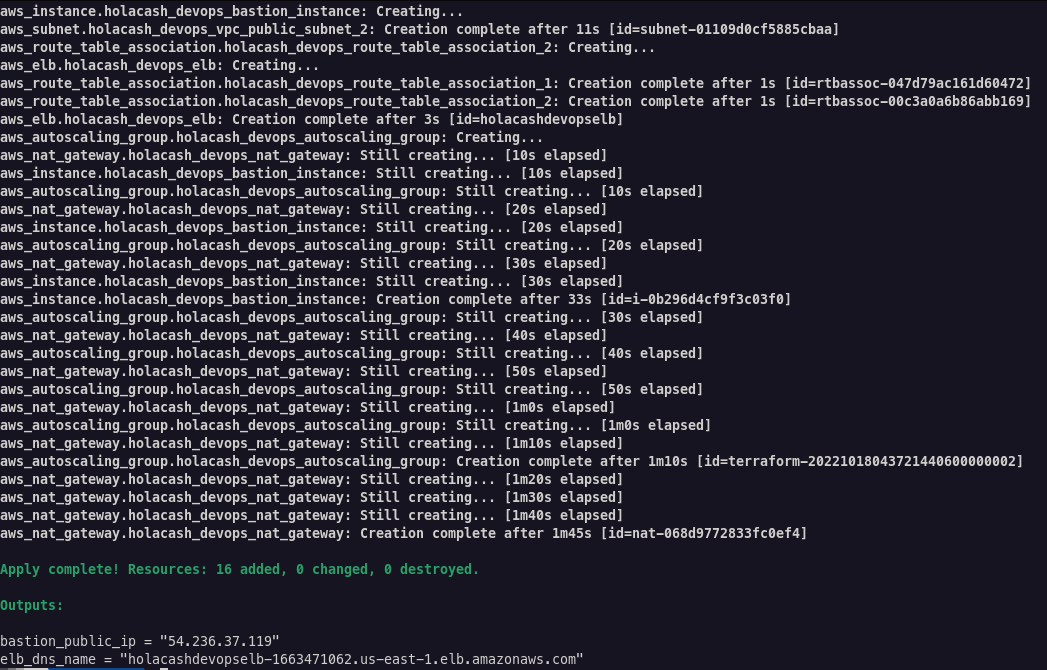 aws_instance.holacash_devops_bastion_instance: Creating...
aws_subnet.holacash_devops_vpc_public_subnet_2: Creation complete after 11s [id=subnet-01109d0cf5885cbaa]
aws_route_table_association.holacash_devops_route_table_association_2: Creating...
aws_elb.holacash_devops_elb: Creating...
aws_route_table_association.holacash_devops_route_table_association_1: Creation complete after 1s [id=rtbassoc-047d79ac161d60472]
aws_route_table_association.holacash_devops_route_table_association_2: Creation complete after 1s [id=rtbassoc-00c3a0a6b86abb169]
aws_elb.holacash_devops_elb: Creation complete after 3s [id=holacashdevopselb]
aws_autoscaling_group.holacash_devops_autoscaling_group: Creating...
aws_nat_gateway.holacash_devops_nat_gateway: Still creating... [10s elapsed]
aws_instance.holacash_devops_bastion_instance: Still creating... [10s elapsed]
aws_autoscaling_group.holacash_devops_autoscaling_group: Still creating... [10s elapsed]
aws_nat_gateway.holacash_devops_nat_gateway: Still creating... [20s elapsed]
aws_instance.holacash_devops_bastion_instance: Still creating... [20s elapsed]
aws_autoscaling_group.holacash_devops_autoscaling_group: Still creating... [20s elapsed]
aws_nat_gateway.holacash_devops_nat_gateway: Still creating... [30s elapsed]
aws_instance.holacash_devops_bastion_instance: Still creating... [30s elapsed]
aws_instance.holacash_devops_bastion_instance: Creation complete after 33s [id=i-0b296d4cf9f3c03f0]
aws_autoscaling_group.holacash_devops_autoscaling_group: Still creating... [30s elapsed]
aws_nat_gateway.holacash_devops_nat_gateway: Still creating... [40s elapsed]
aws_autoscaling_group.holacash_devops_autoscaling_group: Still creating... [40s elapsed]
aws_nat_gateway.holacash_devops_nat_gateway: Still creating... [50s elapsed]
aws_autoscaling_group.holacash_devops_autoscaling_group: Still creating... [50s elapsed]
aws_nat_gateway.holacash_devops_nat_gateway: Still creating... [1m0s elapsed]
aws_autoscaling_group.holacash_devops_autoscaling_group: Still creating... [1m0s elapsed]
aws_nat_gateway.holacash_devops_nat_gateway: Still creating... [1m10s elapsed]
aws_autoscaling_group.holacash_devops_autoscaling_group: Creation complete after 1m10s [id=terraform-20221018043721440600000002]
aws_nat_gateway.holacash_devops_nat_gateway: Still creating... [1m20s elapsed]
aws_nat_gateway.holacash_devops_nat_gateway: Still creating... [1m30s elapsed]
aws_nat_gateway.holacash_devops_nat_gateway: Still creating... [1m40s elapsed]
aws_nat_gateway.holacash_devops_nat_gateway: Creation complete after 1m45s [id=nat-068d9772833fc0ef4]
Apply complete! Resources: 16 added, 0 changed, 0 destroyed.
Outputs:
bastion_public_ip = "54.236.37.119"
elb_dns_name = "holacashdevopselb-1663471062.us-east-1.elb.amazonaws.com"